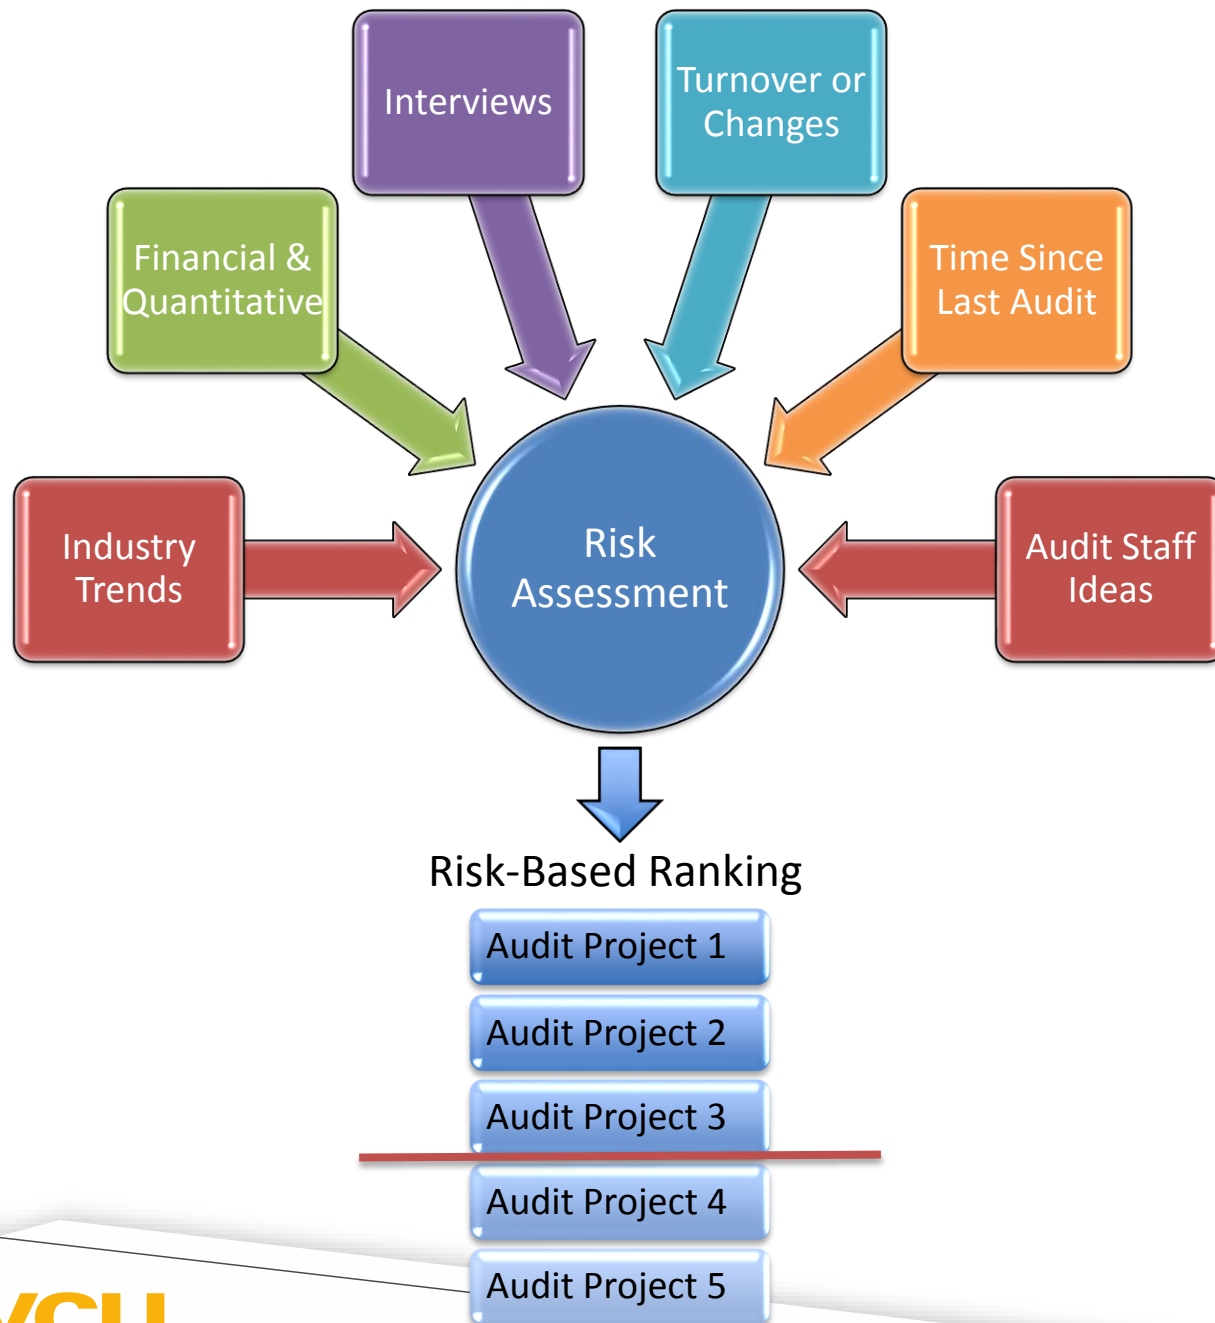 Interviews
Turnover or
Changes
Financial &
Quantitative
Time Since
Last Audit
Industry
Trends
Risk
Assessment
Audit Staff
Ideas
Risk-Based Ranking
Audit Project 1
Audit Project 2
Audit Project 3
Audit Project 4
Audit Project 5
VCU